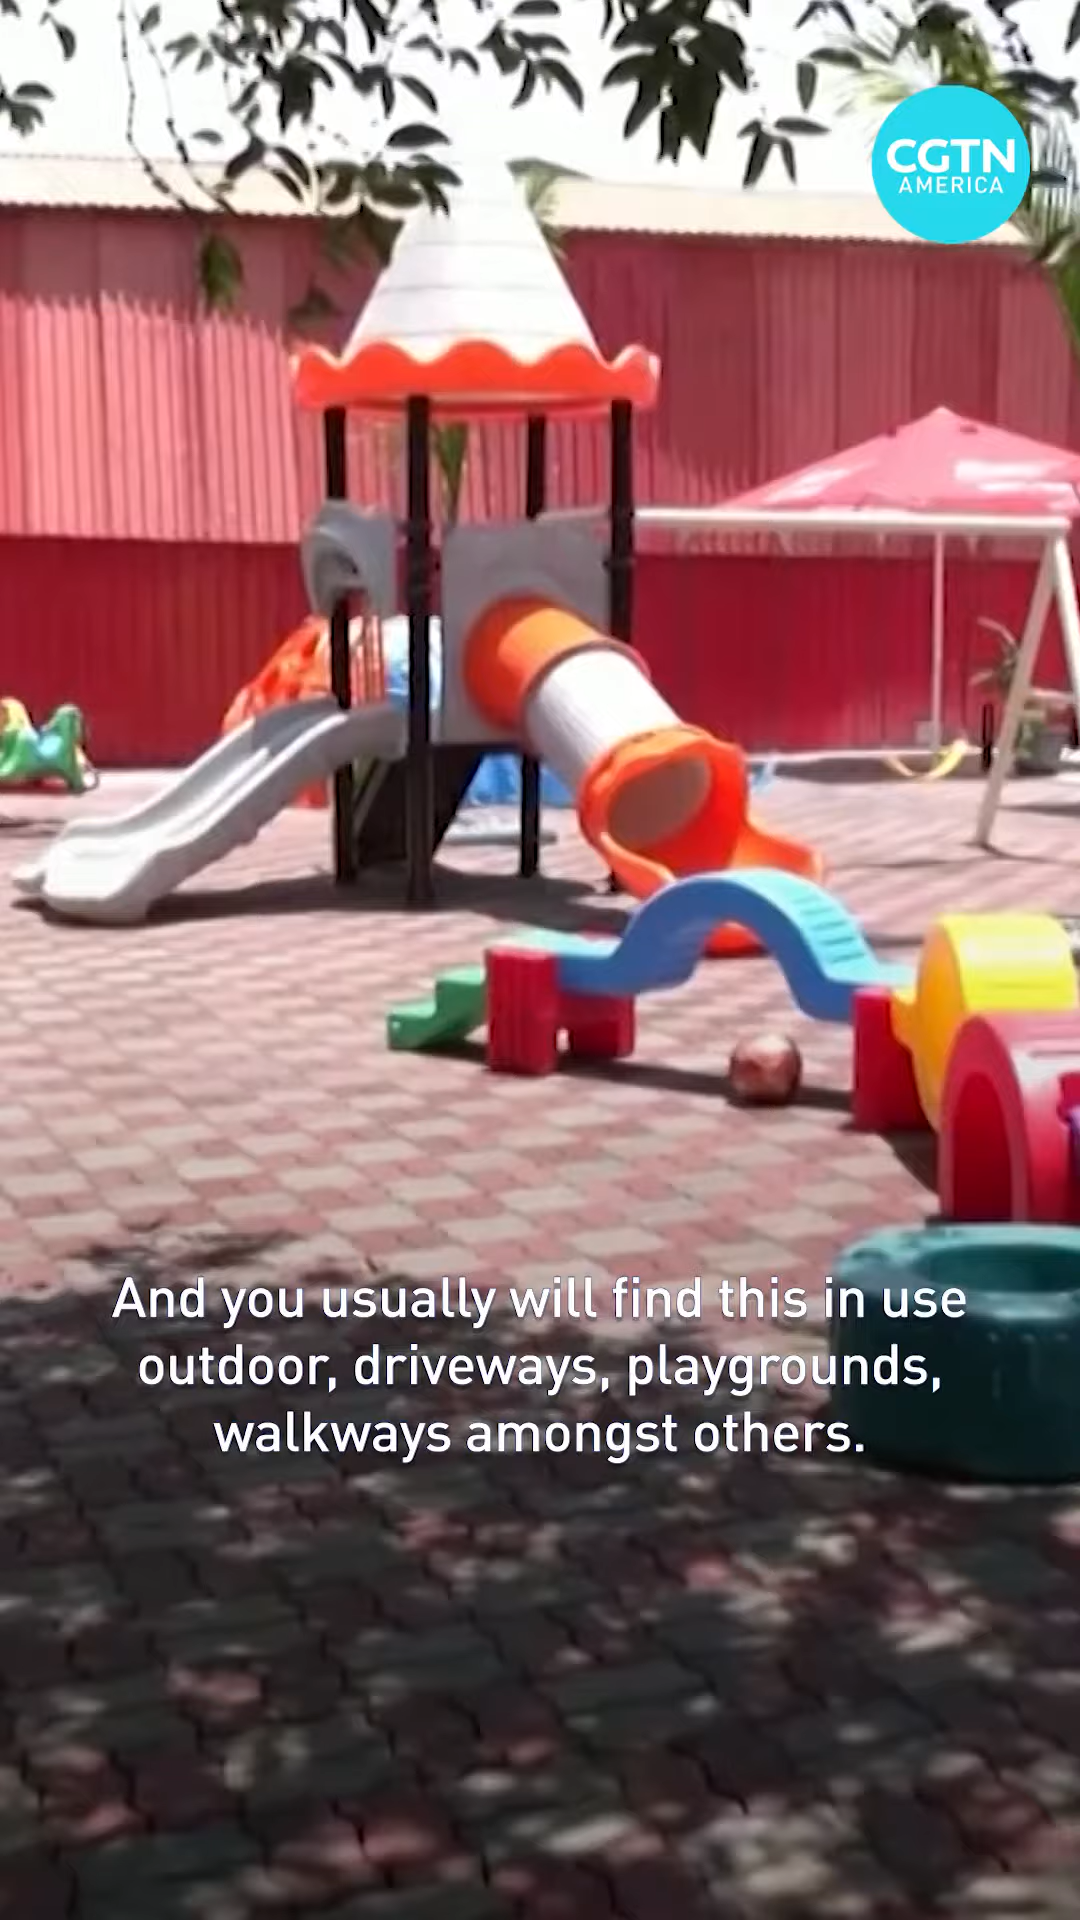 CGTN
AMERICA
And you usually will find this in use
outdoor, driveways, playgrounds,
walkways amongst others.